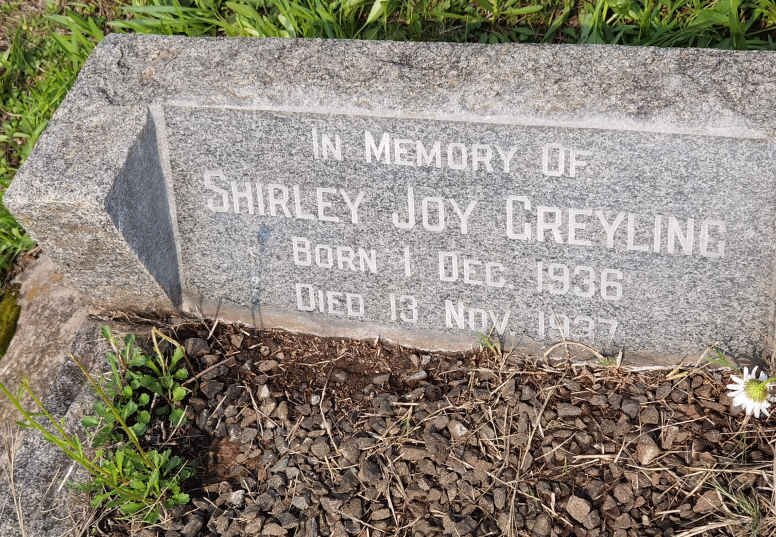 In Memory Of
Shirley Joy Greyling
Born 1 Dec. 1936
Died 13 Nov. 1937